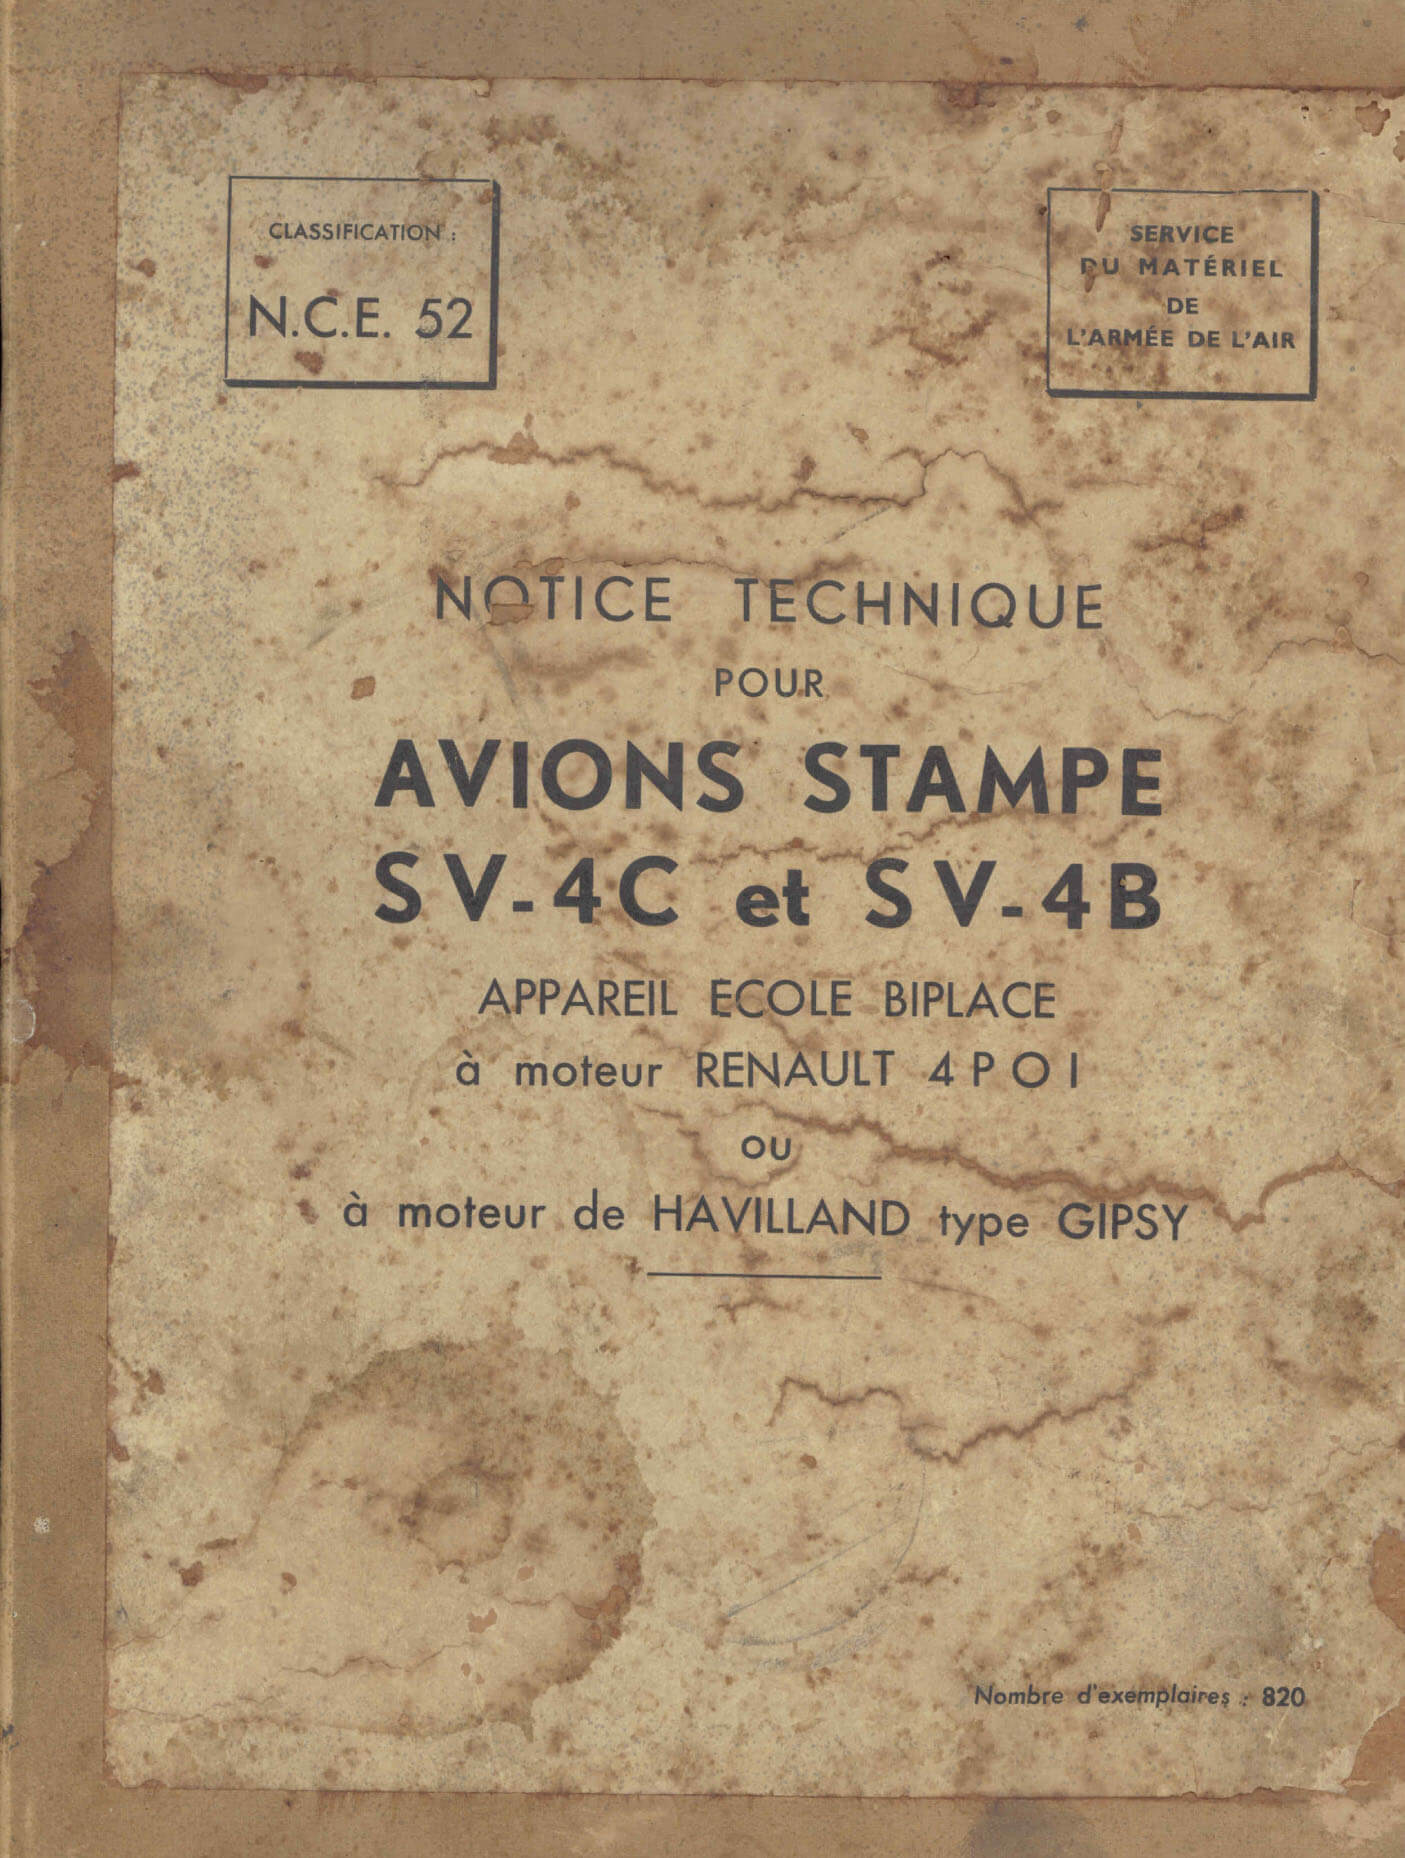 CLASSIFICATION :
N.C.E. 52
SERVICE
DU MATÉRIEL
DE
L'ARMÉE DE L'AIR
NOTICE TECHNIQUE
POUR
AVIONS STAMPE
SV-4C et SV-4B
APPAREIL ECOLE BIPLACE
à moteur RENAULT 4 P O I
ou
à moteur de HAVILLAND type GIPSY
Nombre d'exemplaires : 820